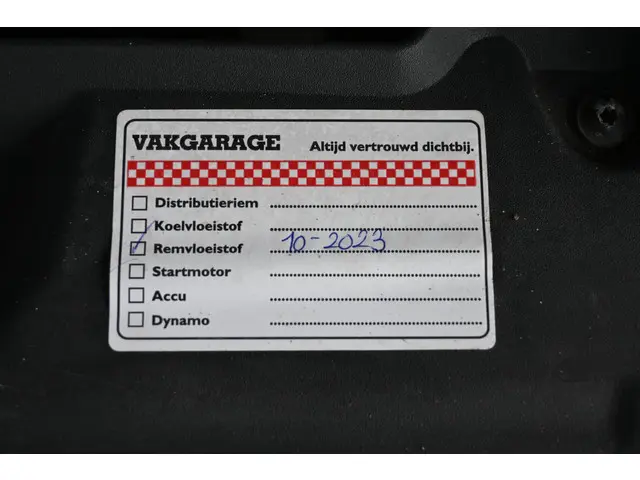 VAKGARAGE Altijd vertrouwd dichtbij.
Distributieriem
Koelvloeistof
Remvloeistof 10-2023
Startmotor
Accu
Dynamo